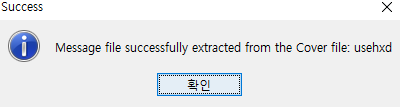 Success
Message file successfully extracted from the Cover file: usehxd
확인